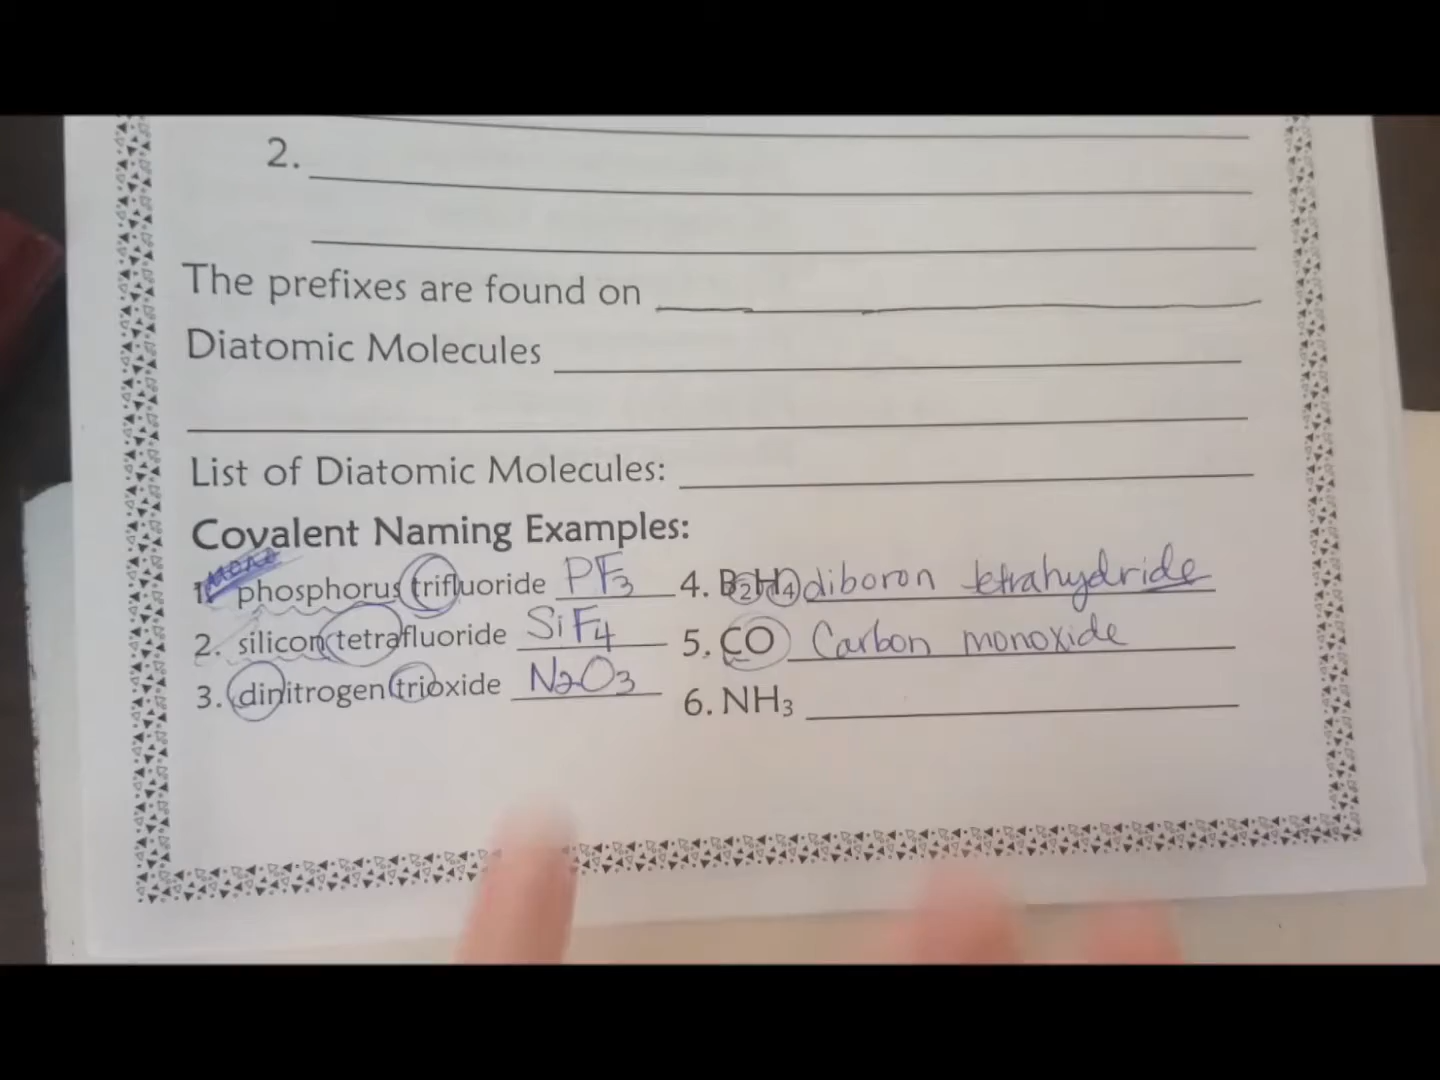 2.
The prefixes are found on
Diatomic Molecules
List of Diatomic Molecules:
Covalent Naming Examples:
mono
1. phosphorus trifluoride PF3 4. B2H4 diboron tetrahydride
2. silicon tetrafluoride SiF4 5. CO Carbon monoxide
3. dinitrogen trioxide N2O3 6. NH3